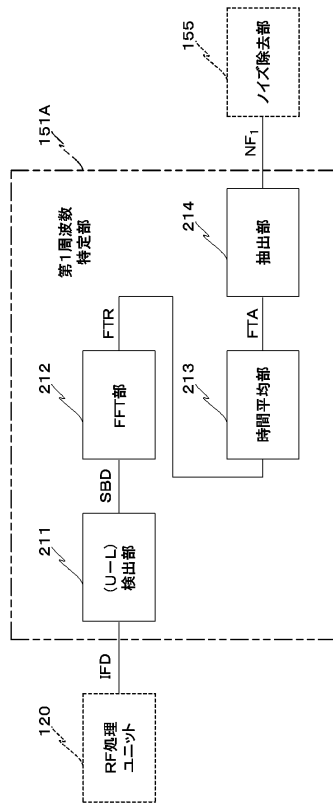 151A
第1周波数
特定部
120
RF処理
ユニット
IFD
211
(U－L)
検出部
SBD
212
FFT部
FTR
213
時間平均部
FTA
214
抽出部
NF₁
155
ノイズ除去部